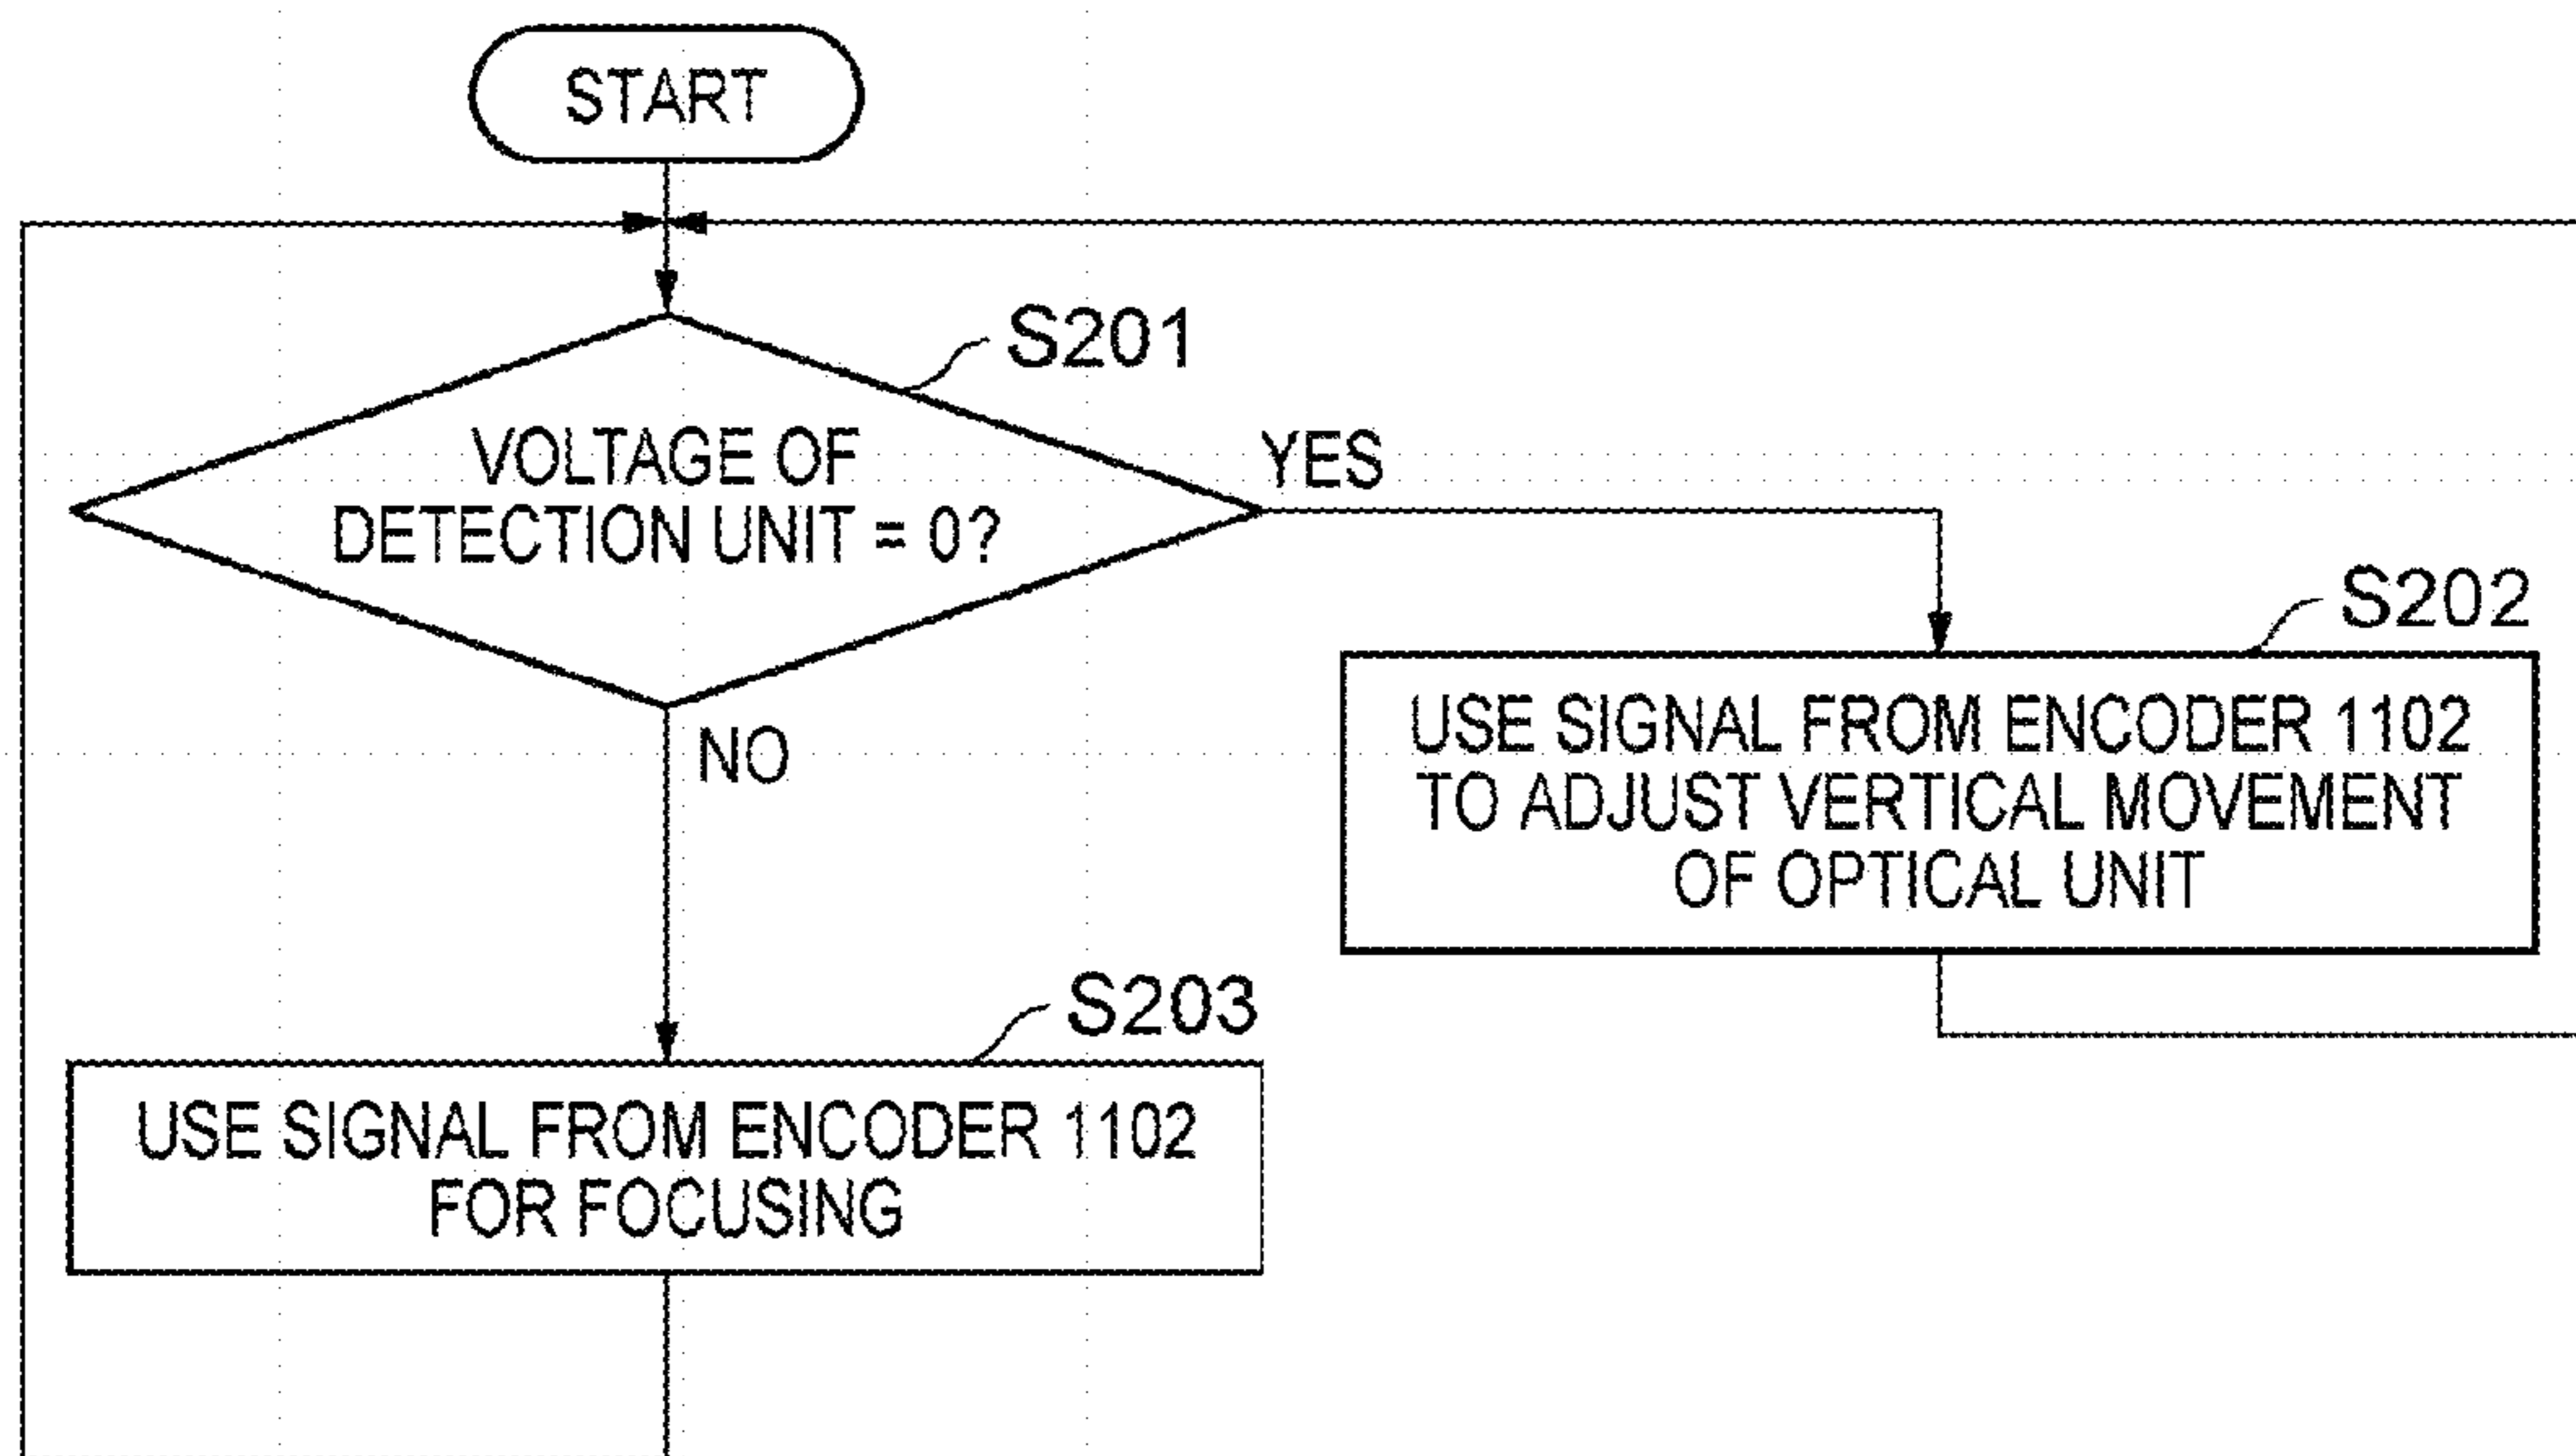 START
S201
VOLTAGE OF
DETECTION UNIT = 0?
YES
S202
USE SIGNAL FROM ENCODER 1102
TO ADJUST VERTICAL MOVEMENT
OF OPTICAL UNIT
NO
S203
USE SIGNAL FROM ENCODER 1102
FOR FOCUSING